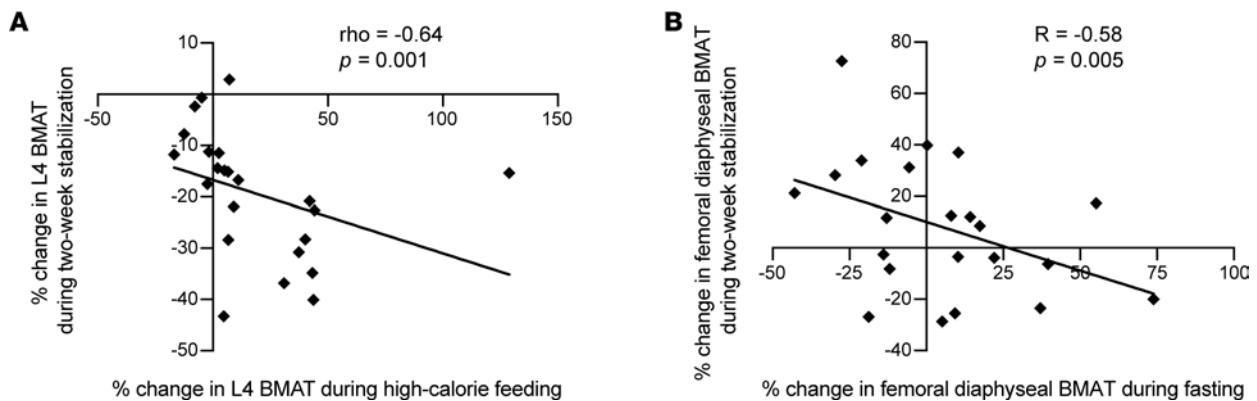 A
rho = -0.64
p = 0.001
10
-50
50
100
150
-10
-20
-30
-40
-50
% change in L4 BMAT
during two-week stabilization
% change in L4 BMAT during high-calorie feeding
B
R = -0.58
p = 0.005
80
60
40
20
-50
-25
25
50
75
100
-20
-40
% change in femoral diaphyseal BMAT
during two-week stabilization
% change in femoral diaphyseal BMAT during fasting